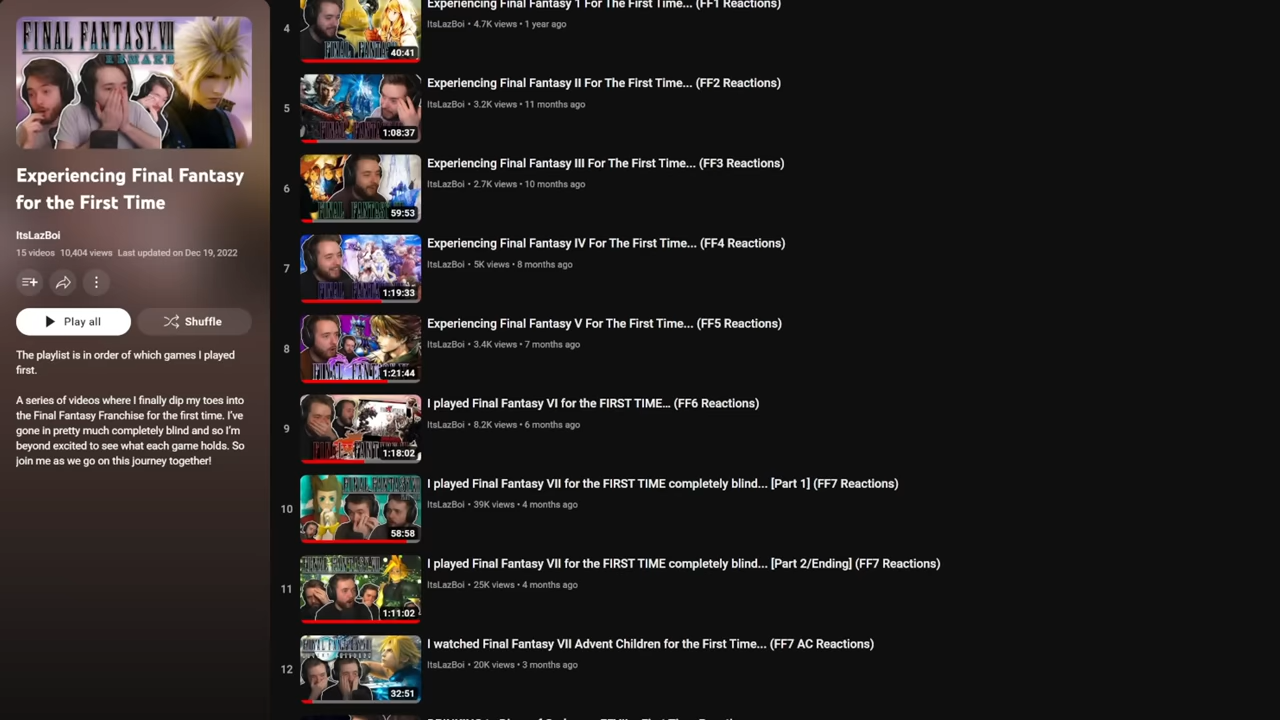 FINAL FANTASY VII
REMAKE
Experiencing Final Fantasy
for the First Time
ItsLazBoi
15 videos 10,404 views Last updated on Dec 19, 2022
Play all
Shuffle
The playlist is in order of which games I played
first.
A series of videos where I finally dip my toes into
the Final Fantasy Franchise for the first time. I've
gone in pretty much completely blind and so I'm
beyond excited to see what each game holds. So
join me as we go on this journey together!
4
40:41
Experiencing Final Fantasy 1 For The First Time... (FF1 Reactions)
ItsLazBoi • 4.7K views • 1 year ago
5
1:08:37
Experiencing Final Fantasy II For The First Time... (FF2 Reactions)
ItsLazBoi • 3.2K views • 11 months ago
6
59:53
Experiencing Final Fantasy III For The First Time... (FF3 Reactions)
ItsLazBoi • 2.7K views • 10 months ago
7
1:19:33
Experiencing Final Fantasy IV For The First Time... (FF4 Reactions)
ItsLazBoi • 5K views • 8 months ago
8
1:21:44
Experiencing Final Fantasy V For The First Time... (FF5 Reactions)
ItsLazBoi • 3.4K views • 7 months ago
9
1:18:02
I played Final Fantasy VI for the FIRST TIME... (FF6 Reactions)
ItsLazBoi • 8.2K views • 6 months ago
10
58:58
I played Final Fantasy VII for the FIRST TIME completely blind... [Part 1] (FF7 Reactions)
ItsLazBoi • 39K views • 4 months ago
11
1:11:02
I played Final Fantasy VII for the FIRST TIME completely blind... [Part 2/Ending] (FF7 Reactions)
ItsLazBoi • 25K views • 4 months ago
12
32:51
I watched Final Fantasy VII Advent Children for the First Time... (FF7 AC Reactions)
ItsLazBoi • 20K views • 3 months ago